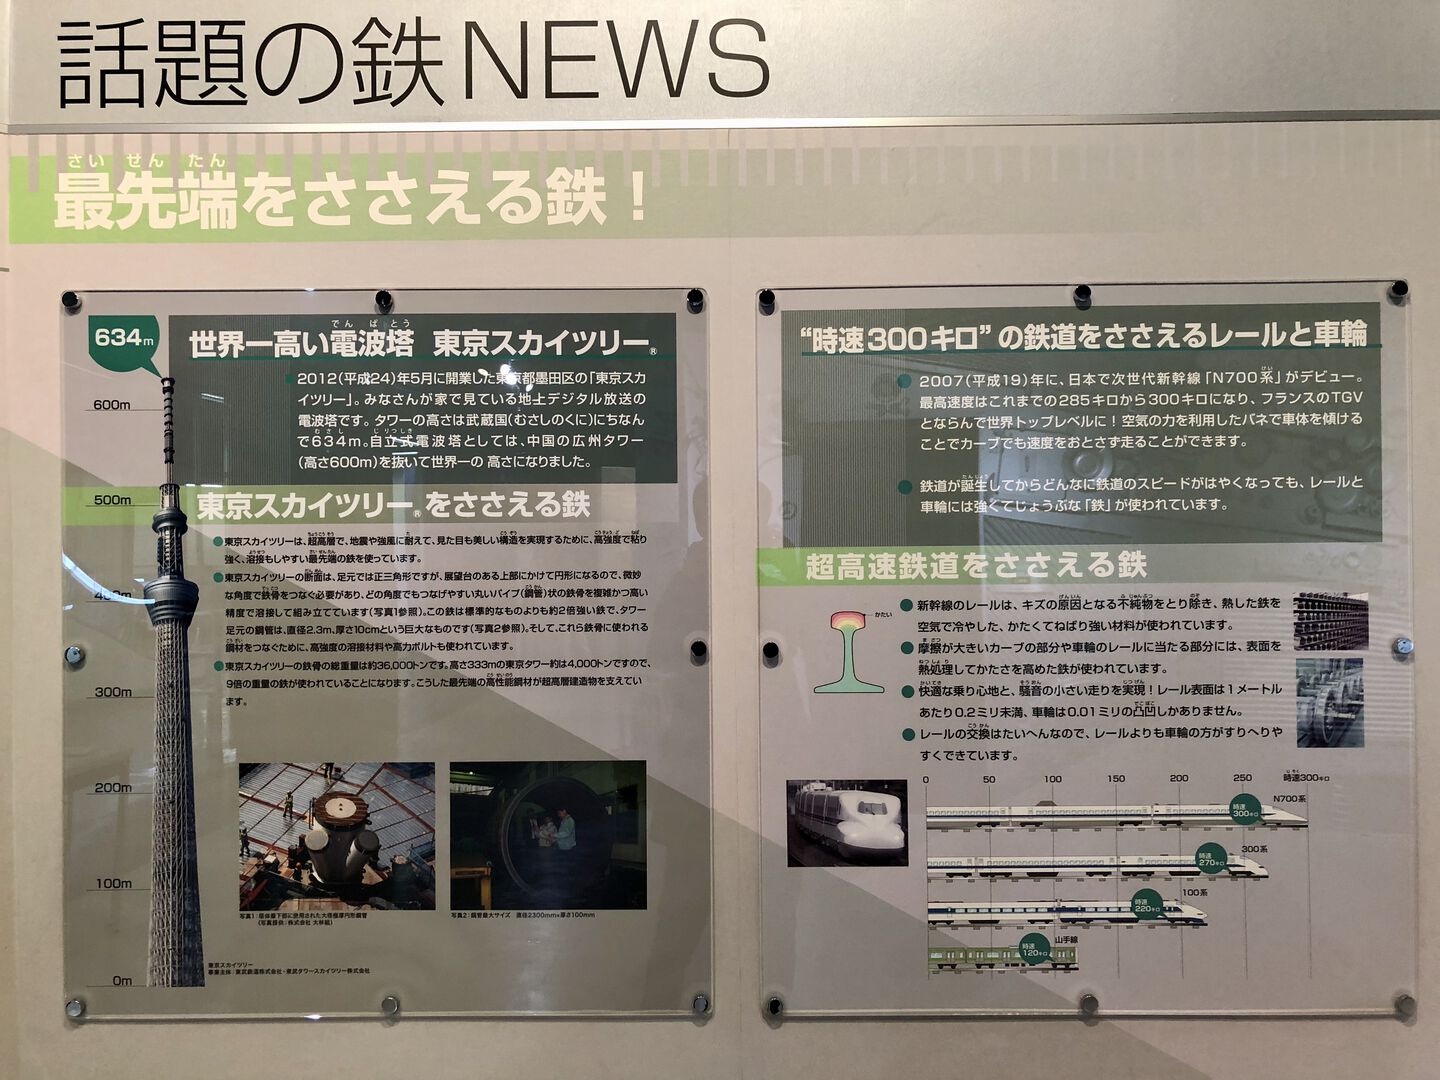 話題の鉄NEWS
さい せん たん
最先端をささえる鉄！
634m
でん ぱ とう
世界一高い電波塔 東京スカイツリー®
2012(平成24)年5月に開業した東京都墨田区の「東京スカ
イツリー」。みなさんが家で見ている地上デジタル放送の
電波塔です。タワーの高さは武蔵国(むさしのくに)にちなん
むさし じりつしき
で634m。自立式電波塔としては、中国の広州タワー
(高さ600m)を抜いて世界一の高さになりました。
600m
500m
300m
200m
100m
0m
東京スカイツリー®をささえる鉄
東京スカイツリーは、超高層で、地震や強風に耐えて、見た目も美しい構造を実現するために、高強度で粘り
強く、溶接もしやすい最先端の鉄を使っています。
東京スカイツリーの断面は、足元では正三角形ですが、展望台のある上部にかけて円形になるので、微妙
な角度で鉄骨をつなぐ必要があり、どの角度でもつなげやすい丸いパイプ(鋼管)状の鉄骨を複雑かつ高い
精度で溶接して組み立てています(写真1参照)。この鉄は標準的なものよりも約2倍強い鉄で、タワー
足元の鋼管は、直径2.3m、厚さ10cmという巨大なものです(写真2参照)。そして、これら鉄骨に使われる
鋼材をつなぐために、高強度の溶接材料や高力ボルトも使われています。
東京スカイツリーの鉄骨の総重量は約36,000トンです。高さ333mの東京タワー約は4,000トンですので、
9倍の重量の鉄が使われていることになります。こうした最先端の高性能鋼材が超高層建造物を支えてい
ます。
写真1：塔体最下部に使用された大径極厚円形鋼管
(写真提供：株式会社 大林組)
写真2：鋼管最大サイズ 直径2300mm×厚さ100mm
東京スカイツリー
事業主体：東武鉄道株式会社・東武タワースカイツリー株式会社
“時速300キロ”の鉄道をささえるレールと車輪
2007(平成19)年に、日本で次世代新幹線「N700系」がデビュー。
最高速度はこれまでの285キロから300キロになり、フランスのTGV
とならんで世界トップレベルに！空気の力を利用したバネで車体を傾ける
ことでカーブでも速度をおとさず走ることができます。
鉄道が誕生してからどんなに鉄道のスピードがはやくなっても、レールと
車輪には強くてじょうぶな「鉄」が使われています。
超高速鉄道をささえる鉄
かたい
新幹線のレールは、キズの原因となる不純物をとり除き、熱した鉄を
空気で冷やした、かたくてねばり強い材料が使われています。
摩擦が大きいカーブの部分や車輪のレールに当たる部分には、表面を
熱処理してかたさを高めた鉄が使われています。
快適な乗り心地と、騒音の小さい走りを実現！レール表面は1メートル
あたり0.2ミリ未満、車輪は0.01ミリの凸凹しかありません。
レールの交換はたいへんなので、レールよりも車輪の方がすりへりや
すくできています。
0 50 100 150 200 250 時速300キロ
N700系
時速
300キロ
300系
時速
270キロ
100系
時速
220キロ
山手線
時速
120キロ